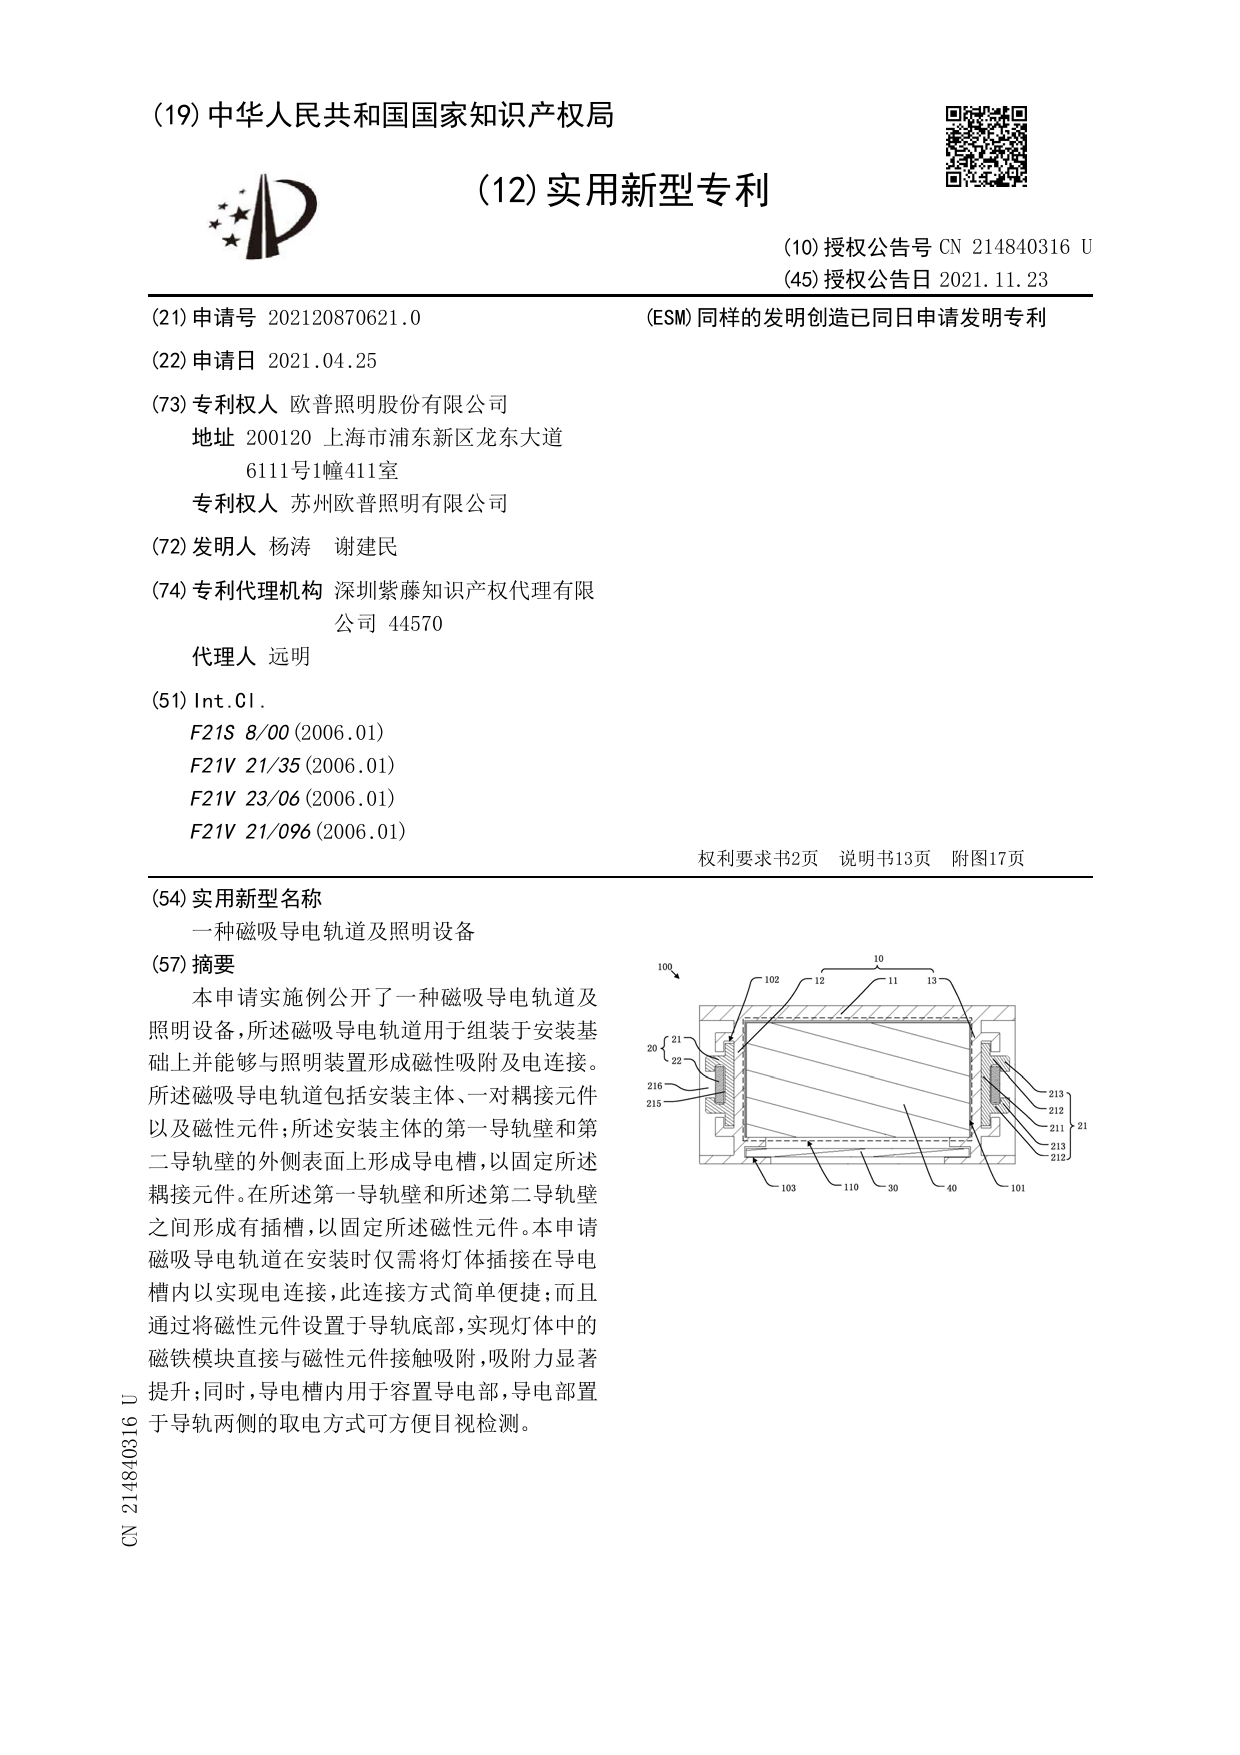 (19)中华人民共和国国家知识产权局
(12)实用新型专利
(10)授权公告号 CN 214840316 U
(45)授权公告日 2021.11.23
(21)申请号 202120870621.0
(22)申请日 2021.04.25
(73)专利权人 欧普照明股份有限公司
地址 200120 上海市浦东新区龙东大道
6111号1幢411室
专利权人 苏州欧普照明有限公司
(72)发明人 杨涛 谢建民
(74)专利代理机构 深圳紫藤知识产权代理有限
公司 44570
代理人 远明
(51)Int.Cl.
F21S 8/00(2006.01)
F21V 21/35(2006.01)
F21V 23/06(2006.01)
F21V 21/096(2006.01)
(ESM)同样的发明创造已同日申请发明专利
权利要求书2页 说明书13页 附图17页
(54)实用新型名称
一种磁吸导电轨道及照明设备
(57)摘要
本申请实施例公开了一种磁吸导电轨道及
照明设备,所述磁吸导电轨道用于组装于安装基
础上并能够与照明装置形成磁性吸附及电连接。
所述磁吸导电轨道包括安装主体、一对耦接元件
以及磁性元件;所述安装主体的第一导轨壁和第
二导轨壁的外侧表面上形成导电槽,以固定所述
耦接元件。在所述第一导轨壁和所述第二导轨壁
之间形成有插槽,以固定所述磁性元件。本申请
磁吸导电轨道在安装时仅需将灯体插接在导电
槽内以实现电连接,此连接方式简单便捷;而且
通过将磁性元件设置于导轨底部,实现灯体中的
磁铁模块直接与磁性元件接触吸附,吸附力显著
提升;同时,导电槽内用于容置导电部,导电部置
于导轨两侧的取电方式可方便目视检测。
10
100
102 12 11 13
20 21
22
216
215
213
212
211 21
213
212
103 110 30 40 101
CN 214840316 U